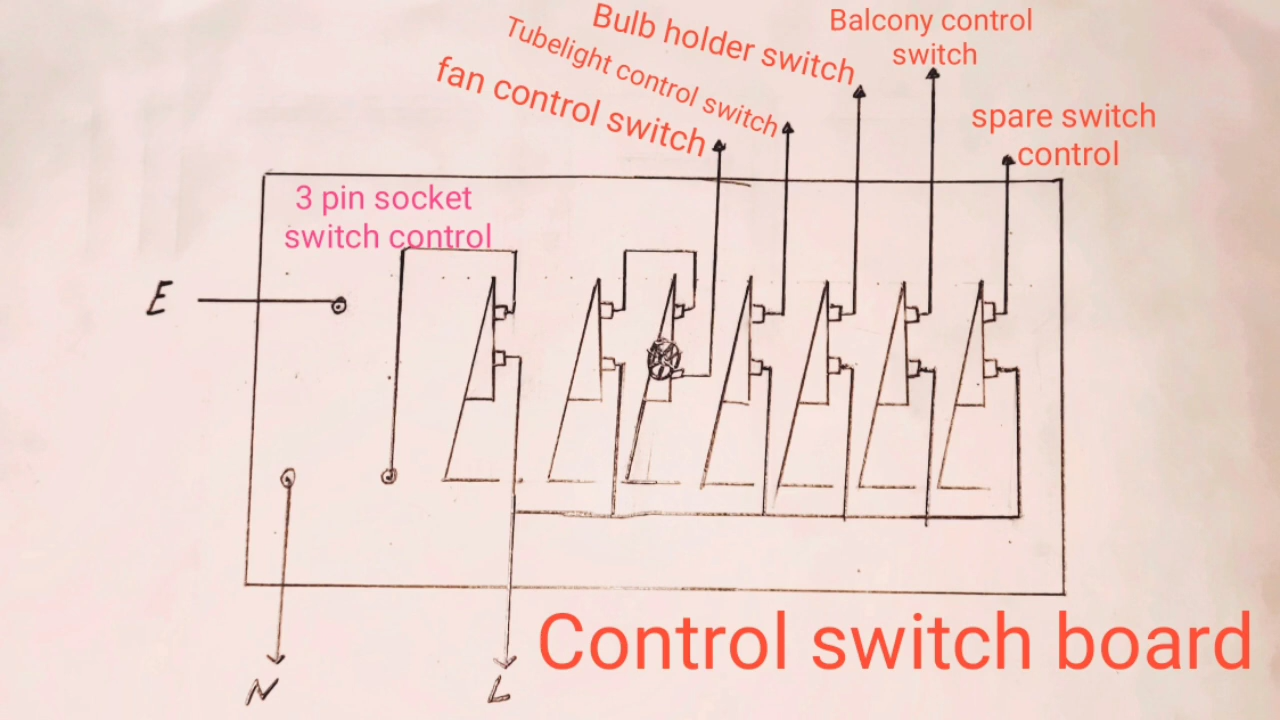 Bulb holder switch
Balcony control
switch
Tubelight control switch
fan control switch
spare switch
control
3 pin socket
switch control
E
N
L
Control switch board